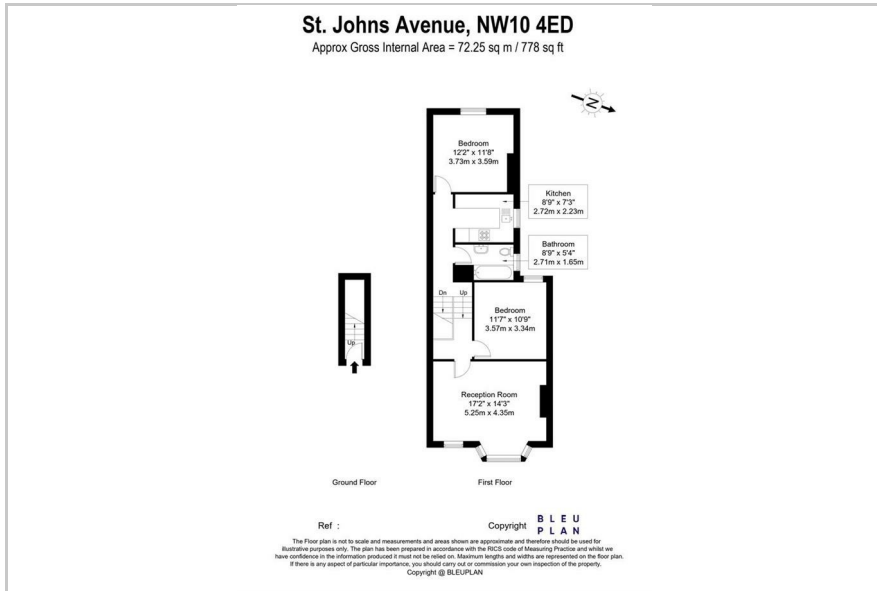 St. Johns Avenue, NW10 4ED
Approx Gross Internal Area = 72.25 sq m / 778 sq ft
N
Bedroom
12'2" x 11'8"
3.73m x 3.59m
Kitchen
8'9" x 7'3"
2.72m x 2.23m
Bathroom
8'9" x 5'4"
2.71m x 1.65m
Dn Up
Bedroom
11'7" x 10'9"
3.57m x 3.34m
Up
Reception Room
17'2" x 14'3"
5.25m x 4.35m
Ground Floor
First Floor
Ref :
Copyright
BLEU
PLAN
The Floor plan is not to scale and measurements and areas shown are approximate and therefore should be used for
illustrative purposes only. The plan has been prepared in accordance with the RICS code of Measuring Practice and whilst we
have confidence in the information produced it must not be relied on. Maximum lengths and widths are represented on the floor plan.
If there is any aspect of particular importance, you should carry out or commission your own inspection of the property.
Copyright @ BLEUPLAN